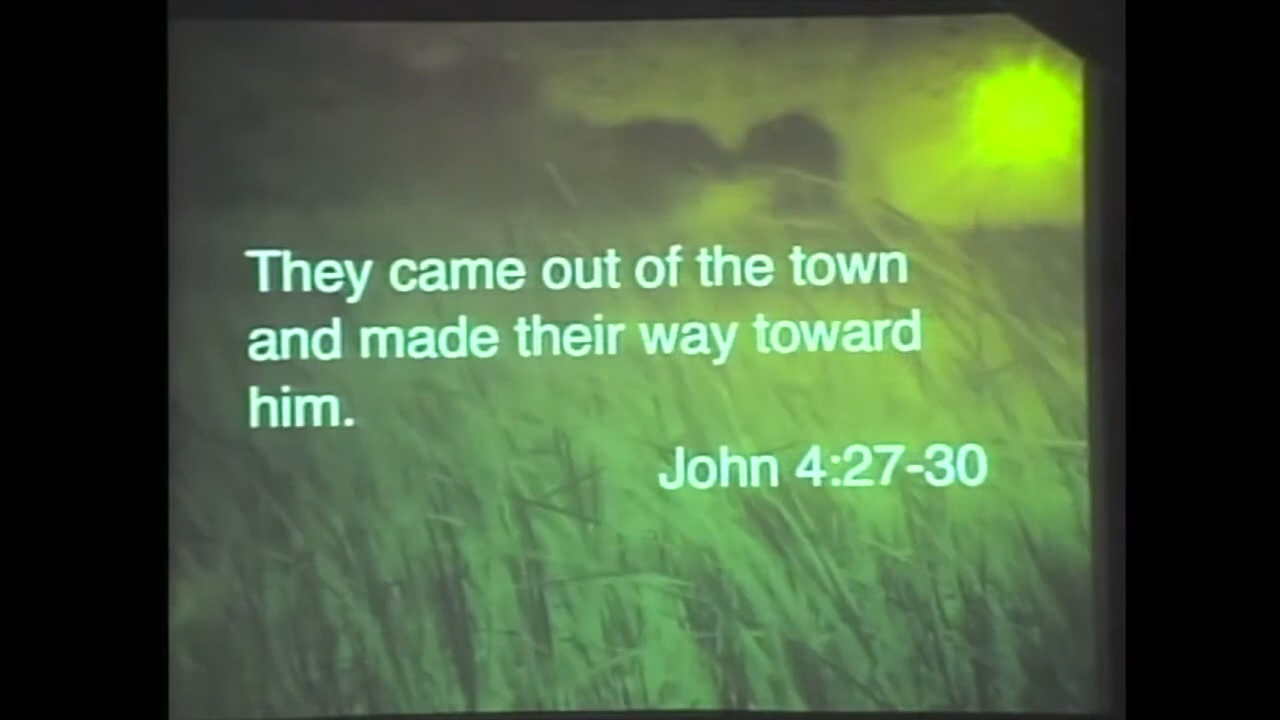 They came out of the town
and made their way toward
him.
John 4:27-30